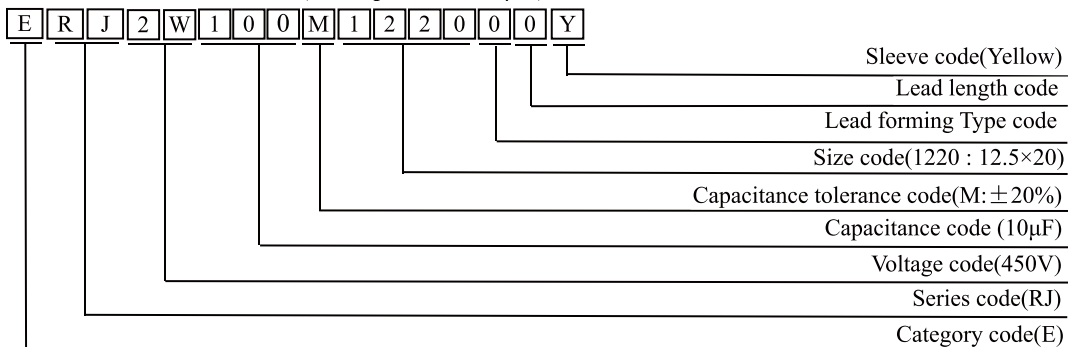 E R J 2 W 1 0 0 M 1 2 2 0 0 0 Y
Sleeve code(Yellow)
Lead length code
Lead forming Type code
Size code(1220 : 12.5×20)
Capacitance tolerance code(M:±20%)
Capacitance code (10μF)
Voltage code(450V)
Series code(RJ)
Category code(E)